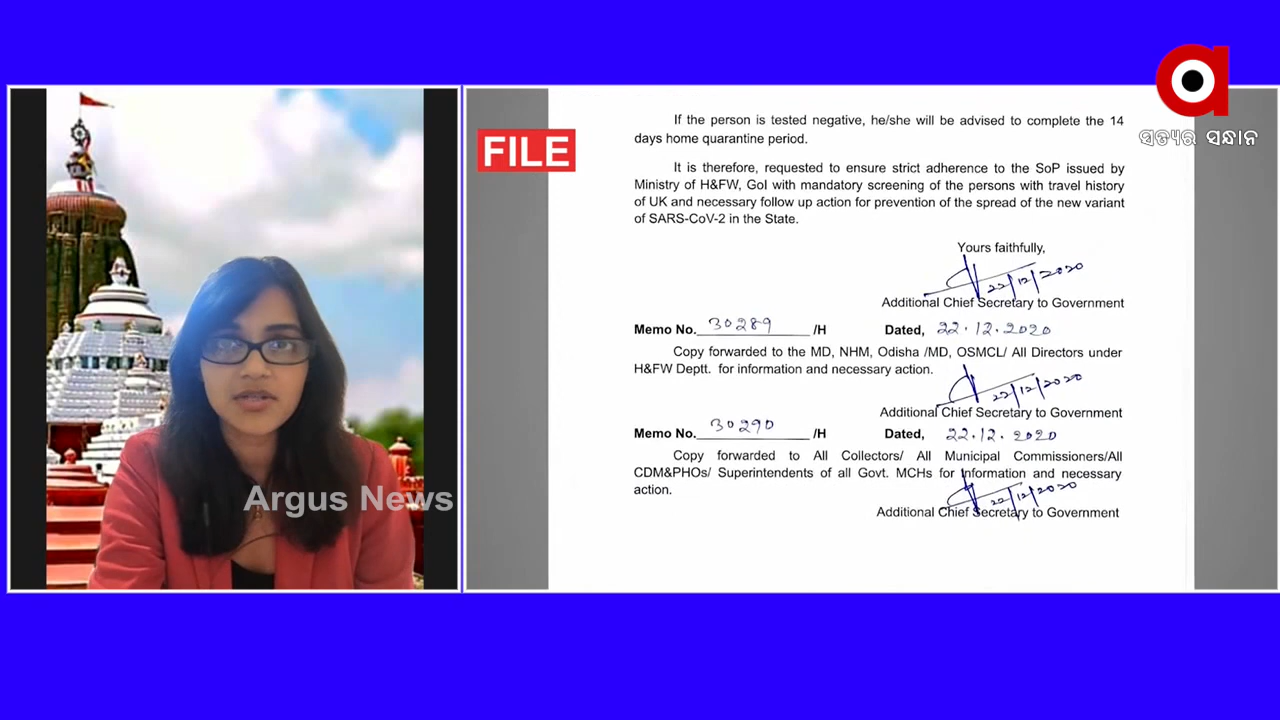 ସତ୍ୟର ସନ୍ଧାନ
FILE
If the person is tested negative, he/she will be advised to complete the 14
days home quarantine period.
It is therefore, requested to ensure strict adherence to the SoP issued by
Ministry of H&FW, GoI with mandatory screening of the persons with travel history
of UK and necessary follow up action for prevention of the spread of the new variant
of SARS-CoV-2 in the State.
Yours faithfully,
22/12/2020
Additional Chief Secretary to Government
Memo No. 30289 /H Dated, 22.12.2020
Copy forwarded to the MD, NHM, Odisha /MD, OSMCL/ All Directors under
H&FW Deptt. for information and necessary action.
22/12/2020
Additional Chief Secretary to Government
Memo No. 30290 /H Dated, 22.12.2020
Copy forwarded to All Collectors/ All Municipal Commissioners/All
CDM&PHOs/ Superintendents of all Govt. MCHs for information and necessary
action.
22/12/2020
Additional Chief Secretary to Government
Argus News